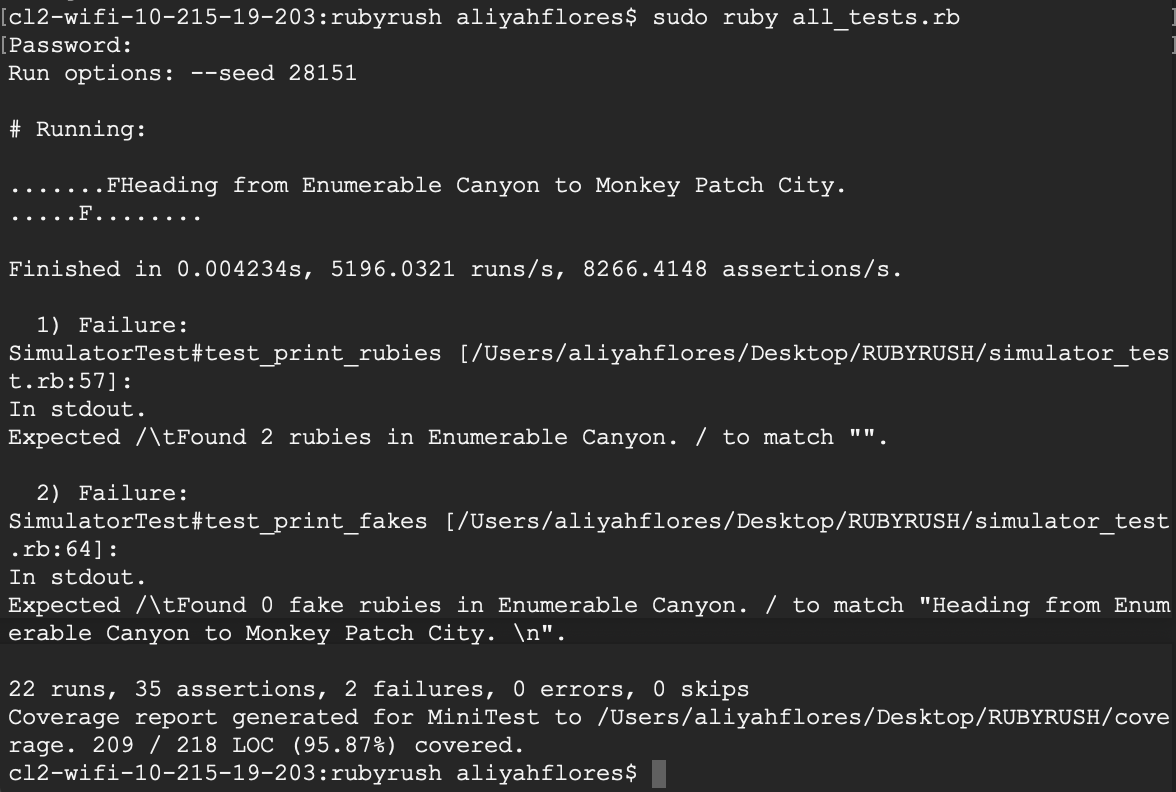 [cl2-wifi-10-215-19-203:rubyrush aliyahflores$ sudo ruby all_tests.rb ]
[Password: ]
Run options: --seed 28151
# Running:
.......FHeading from Enumerable Canyon to Monkey Patch City.
.....F........
Finished in 0.004234s, 5196.0321 runs/s, 8266.4148 assertions/s.
1) Failure:
SimulatorTest#test_print_rubies [/Users/aliyahflores/Desktop/RUBYRUSH/simulator_tes
t.rb:57]:
In stdout.
Expected /\tFound 2 rubies in Enumerable Canyon. / to match "".
2) Failure:
SimulatorTest#test_print_fakes [/Users/aliyahflores/Desktop/RUBYRUSH/simulator_test
.rb:64]:
In stdout.
Expected /\tFound 0 fake rubies in Enumerable Canyon. / to match "Heading from Enum
erable Canyon to Monkey Patch City. \n".
22 runs, 35 assertions, 2 failures, 0 errors, 0 skips
Coverage report generated for MiniTest to /Users/aliyahflores/Desktop/RUBYRUSH/cove
rage. 209 / 218 LOC (95.87%) covered.
cl2-wifi-10-215-19-203:rubyrush aliyahflores$